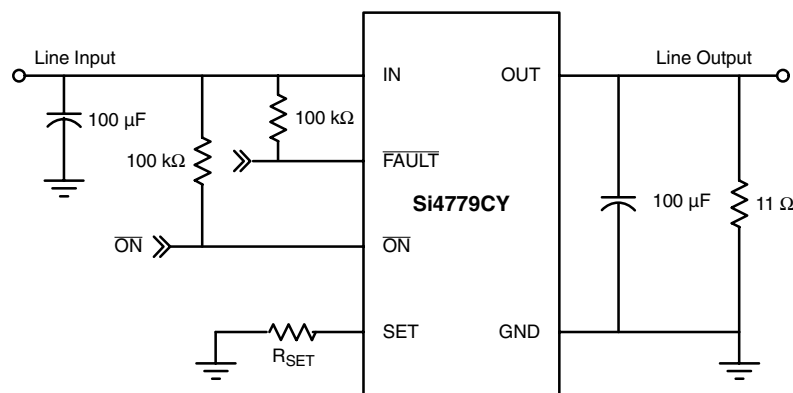 Line Input
Line Output
IN
OUT
100 µF
100 kΩ
100 kΩ
FAULT
Si4779CY
100 µF
11 Ω
ON
ON
SET
GND
RSET